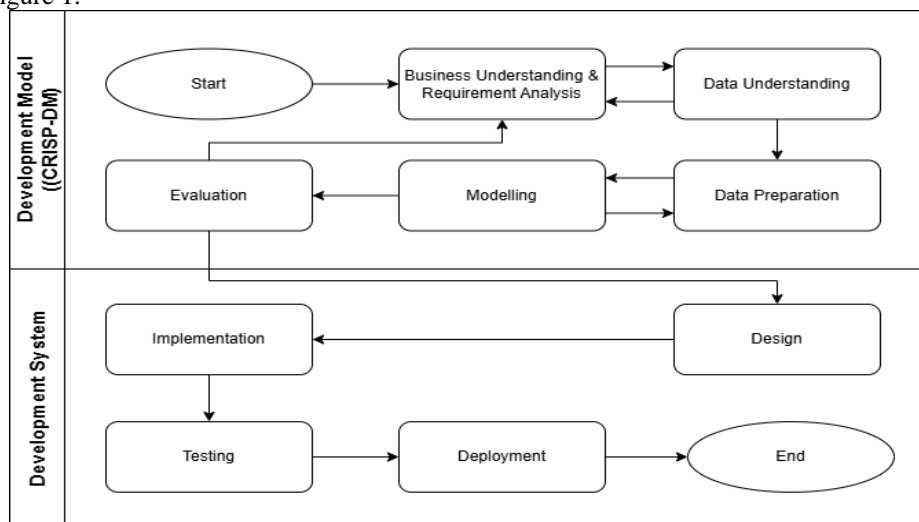 igure 1.
Development Model
((CRISP-DM)
Start
Business Understanding &
Requirement Analysis
Data Understanding
Evaluation
Modelling
Data Preparation
Development System
Implementation
Design
Testing
Deployment
End